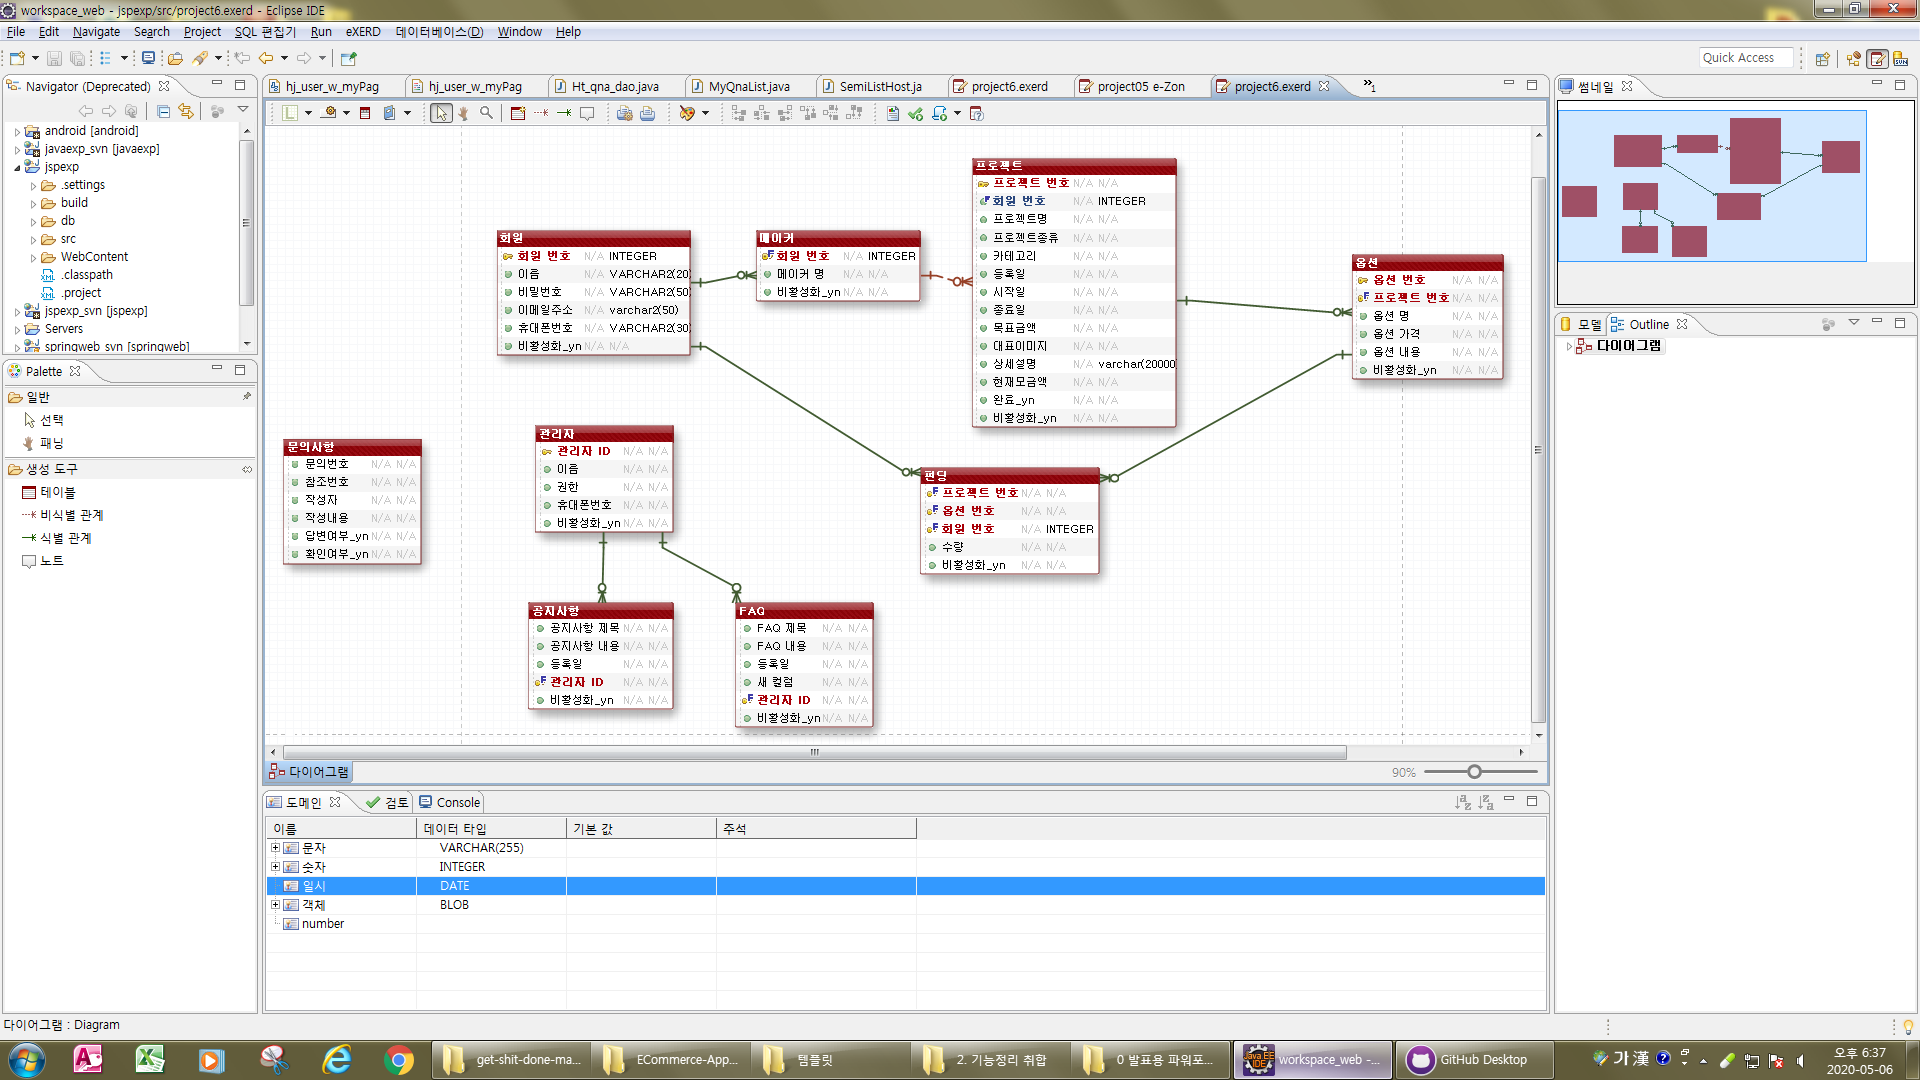 workspace_web - jspexp/src/project6.exerd - Eclipse IDE
File Edit Navigate Search Project SQL 편집기 Run eXERD 데이터베이스(D) Window Help
Quick Access
Navigator (Deprecated)
android [android]
javaexp_svn [javaexp]
jspexp
.settings
build
db
src
WebContent
.classpath
.project
jspexp_svn [jspexp]
Servers
springweb_svn [springweb]
Palette
일반
선택
패닝
생성 도구
테이블
비식별 관계
식별 관계
노트
hj_user_w_myPag
hj_user_w_myPag
Ht_qna_dao.java
MyQnaList.java
SemiListHost.ja
project6.exerd
project05 e-Zon
project6.exerd
»1
회원
회원 번호 N/A INTEGER
이름 N/A VARCHAR2(20
비밀번호 N/A VARCHAR2(50)
이메일주소 N/A varchar2(50)
휴대폰번호 N/A VARCHAR2(30)
비활성화_yn N/A N/A
메이커
회원 번호 N/A INTEGER
메이커 명 N/A N/A
비활성화_yn N/A N/A
프로젝트
프로젝트 번호 N/A N/A
회원 번호 N/A INTEGER
프로젝트명 N/A N/A
프로젝트종류 N/A N/A
카테고리 N/A N/A
등록일 N/A N/A
시작일 N/A N/A
종료일 N/A N/A
목표금액 N/A N/A
대표이미지 N/A N/A
상세설명 N/A varchar(20000
현재모금액 N/A N/A
완료_yn N/A N/A
비활성화_yn N/A N/A
옵션
옵션 번호 N/A N/A
프로젝트 번호 N/A N/A
옵션 명 N/A N/A
옵션 가격 N/A N/A
옵션 내용 N/A N/A
비활성화_yn N/A N/A
문의사항
문의번호 N/A N/A
참조번호 N/A N/A
작성자 N/A N/A
작성내용 N/A N/A
답변여부_yn N/A N/A
확인여부_yn N/A N/A
관리자
관리자 ID N/A N/A
이름 N/A N/A
권한 N/A N/A
휴대폰번호 N/A N/A
비활성화_yn N/A N/A
펀딩
프로젝트 번호 N/A N/A
옵션 번호 N/A N/A
회원 번호 N/A INTEGER
수량 N/A N/A
비활성화_yn N/A N/A
공지사항
공지사항 제목 N/A N/A
공지사항 내용 N/A N/A
등록일 N/A N/A
관리자 ID N/A N/A
비활성화_yn N/A N/A
FAQ
FAQ 제목 N/A N/A
FAQ 내용 N/A N/A
등록일 N/A N/A
새 컬럼 N/A N/A
관리자 ID N/A N/A
비활성화_yn N/A N/A
다이어그램
90%
도메인
검토
Console
이름 데이터 타입 기본 값 주석
문자 VARCHAR(255)
숫자 INTEGER
일시 DATE
객체 BLOB
number
썸네일
모델
Outline
다이어그램
다이어그램 : Diagram
get-shit-done-ma...
ECommerce-App...
템플릿
2. 기능정리 취합
0 발표용 파워포...
workspace_web -...
GitHub Desktop
가 漢
오후 6:37
2020-05-06